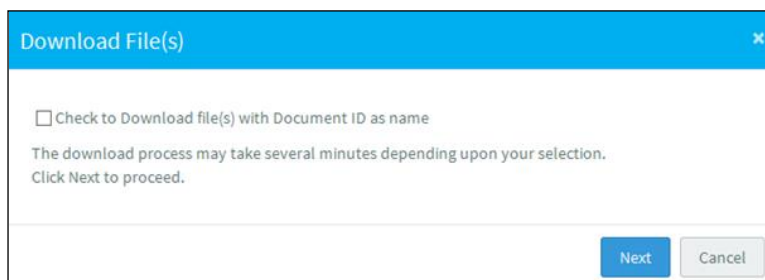 Download File(s)
Check to Download file(s) with Document ID as name
The download process may take several minutes depending upon your selection.
Click Next to proceed.
Next
Cancel